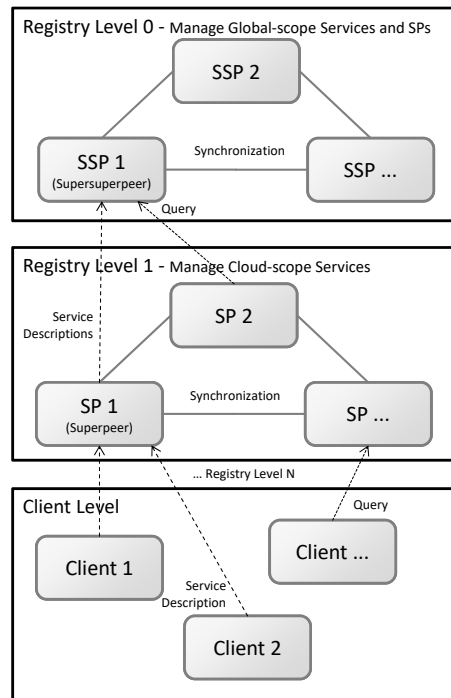 Registry Level 0 - Manage Global-scope Services and SPs
SSP 2
SSP 1
(Supersuperpeer)
Synchronization
SSP ...
Query
Registry Level 1 - Manage Cloud-scope Services
SP 2
Service
Descriptions
SP 1
(Superpeer)
Synchronization
SP ...
... Registry Level N
Client Level
Query
Client 1
Client ...
Service
Description
Client 2